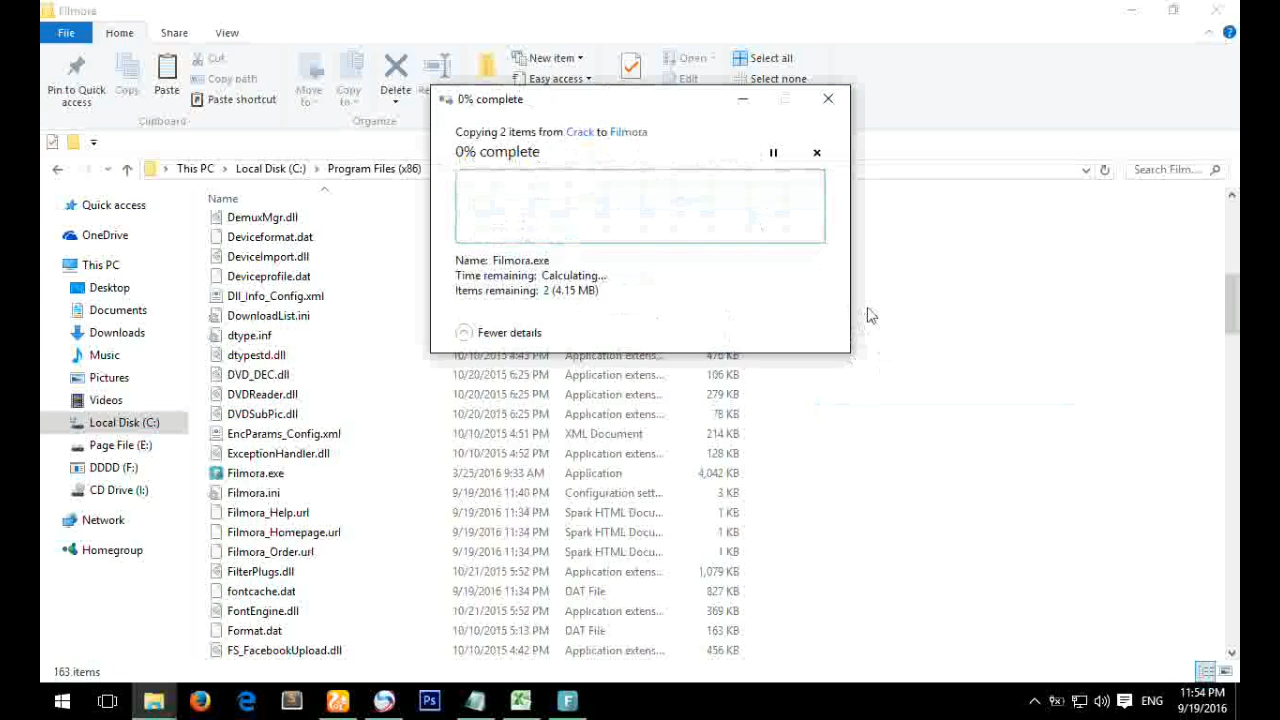 Filmora
File
Home
Share
View
Pin to Quick access
Copy
Paste
Cut
Copy path
Paste shortcut
Move to
Copy to
Delete
New item
Easy access
Open
Edit
Select all
Select none
Clipboard
Organize
This PC
Local Disk (C:)
Program Files (x86)
Search Film...
0% complete
Copying 2 items from Crack to Filmora
0% complete
Name: Filmora.exe
Time remaining: Calculating...
Items remaining: 2 (4.15 MB)
Fewer details
Quick access
OneDrive
This PC
Desktop
Documents
Downloads
Music
Pictures
Videos
Local Disk (C:)
Page File (E:)
DDDD (F:)
CD Drive (I:)
Network
Homegroup
Name
DemuxMgr.dll
Deviceformat.dat
DeviceImport.dll
Deviceprofile.dat
Dll_Info_Config.xml
DownloadList.ini
dtype.inf
dtypestd.dll 10/10/2015 4:43 PM Application extens... 476 KB
DVD_DEC.dll 10/20/2015 6:25 PM Application extens... 106 KB
DVDReader.dll 10/20/2015 6:25 PM Application extens... 279 KB
DVDSubPic.dll 10/20/2015 6:25 PM Application extens... 78 KB
EncParams_Config.xml 10/10/2015 4:51 PM XML Document 214 KB
ExceptionHandler.dll 10/10/2015 4:52 PM Application extens... 128 KB
Filmora.exe 3/25/2016 9:33 AM Application 4,042 KB
Filmora.ini 9/19/2016 11:40 PM Configuration sett... 3 KB
Filmora_Help.url 9/19/2016 11:34 PM Spark HTML Docu... 1 KB
Filmora_Homepage.url 9/19/2016 11:34 PM Spark HTML Docu... 1 KB
Filmora_Order.url 9/19/2016 11:34 PM Spark HTML Docu... 1 KB
FilterPlugs.dll 10/21/2015 5:52 PM Application extens... 1,079 KB
fontcache.dat 9/19/2016 11:34 PM DAT File 827 KB
FontEngine.dll 10/21/2015 5:52 PM Application extens... 369 KB
Format.dat 10/10/2015 5:13 PM DAT File 163 KB
FS_FacebookUpload.dll 10/10/2015 4:42 PM Application extens... 456 KB
163 items
ENG
11:54 PM
9/19/2016